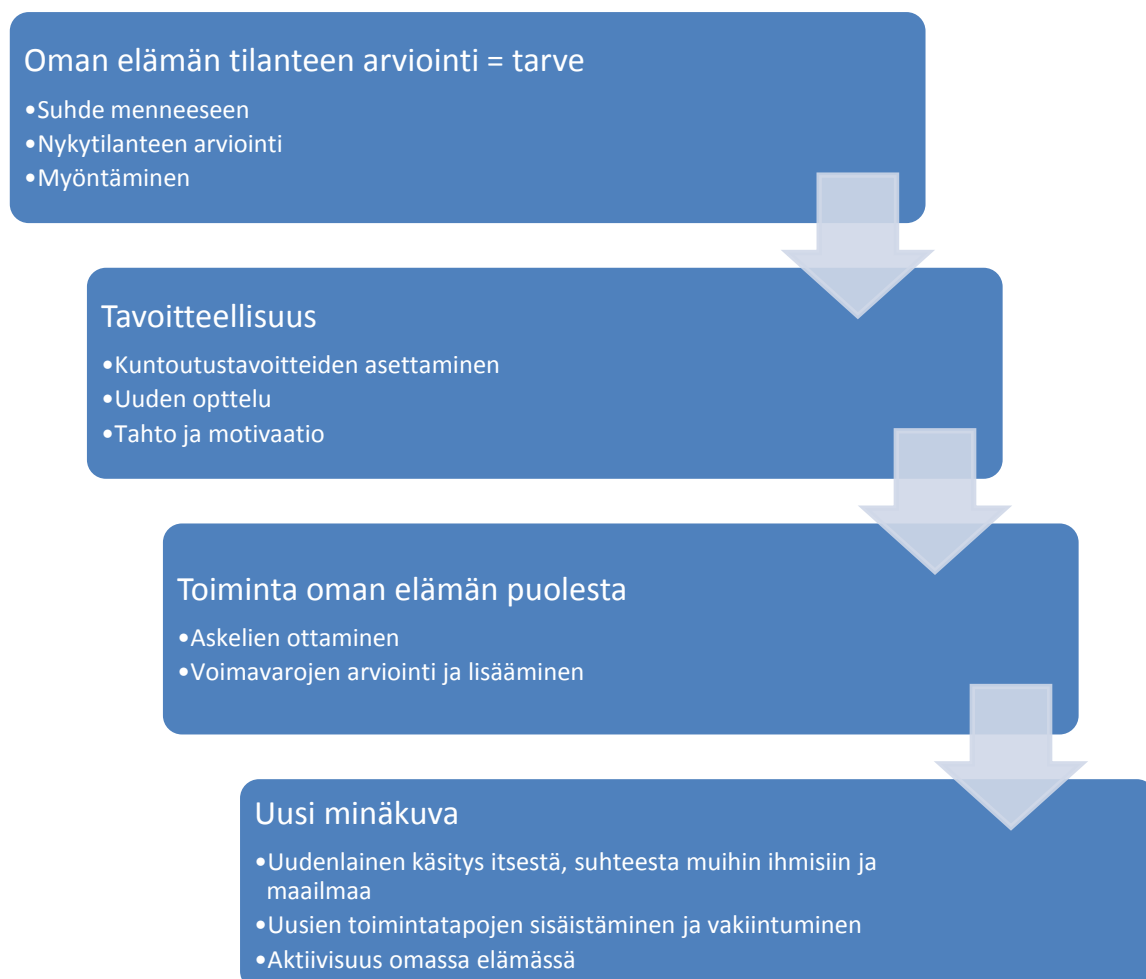 Oman elämän tilanteen arviointi = tarve
•Suhde menneeseen
•Nykytilanteen arviointi
•Myöntäminen
Tavoitteellisuus
•Kuntoutustavoitteiden asettaminen
•Uuden opttelu
•Tahto ja motivaatio
Toiminta oman elämän puolesta
•Askelien ottaminen
•Voimavarojen arviointi ja lisääminen
Uusi minäkuva
•Uudenlainen käsitys itsestä, suhteesta muihin ihmisiin ja
maailmaa
•Uusien toimintatapojen sisäistäminen ja vakiintuminen
•Aktiivisuus omassa elämässä